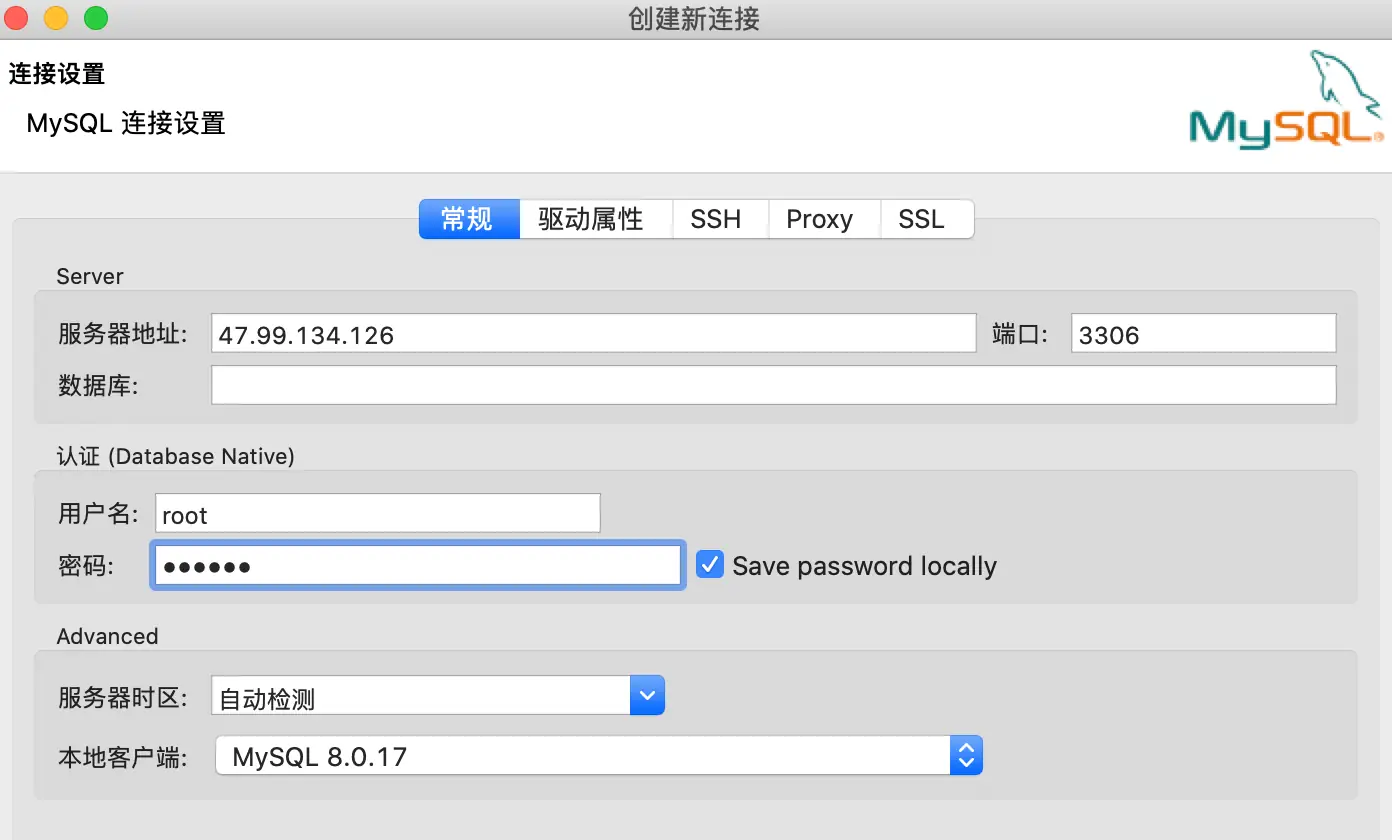 创建新连接
连接设置
MySQL 连接设置
MySQL®
常规 驱动属性 SSH Proxy SSL
Server
服务器地址: 47.99.134.126 端口: 3306
数据库:
认证 (Database Native)
用户名: root
密码: •••••• Save password locally
Advanced
服务器时区: 自动检测
本地客户端: MySQL 8.0.17